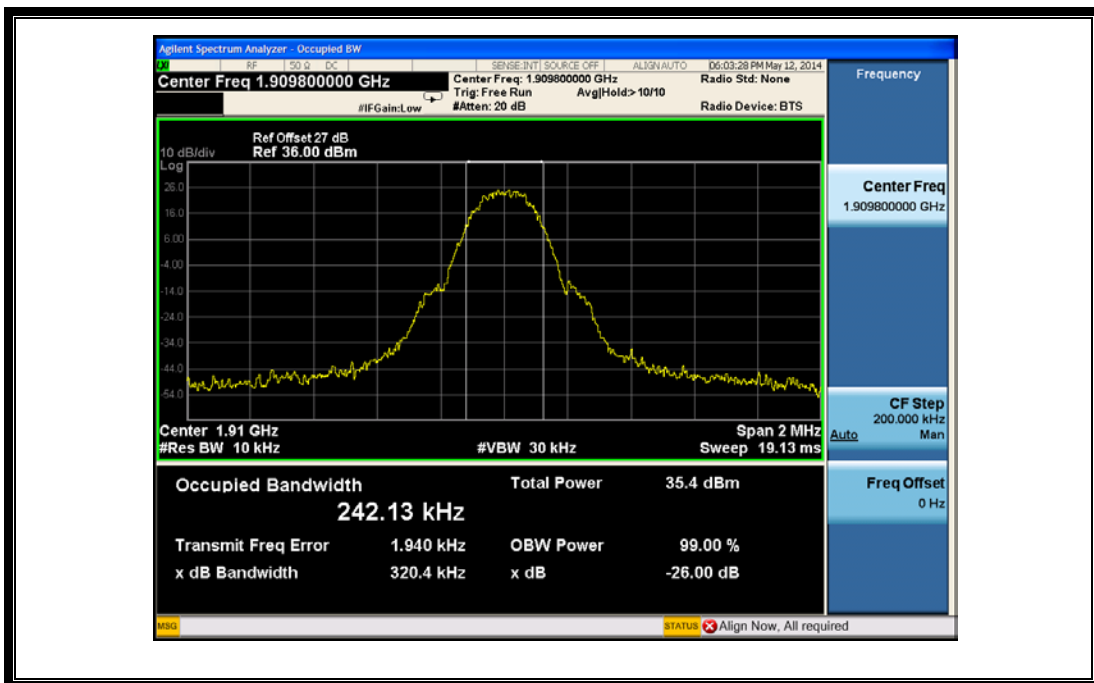 Agilent Spectrum Analyzer - Occupied BW
RF 50 Ω DC SENSE:INT SOURCE OFF ALIGN AUTO 06:03:28 PM May 12, 2014
Center Freq 1.909800000 GHz
Center Freq: 1.909800000 GHz
Radio Std: None
Trig: Free Run
Avg|Hold:> 10/10
#IFGain:Low
#Atten: 20 dB
Radio Device: BTS
Ref Offset 27 dB
10 dB/div Ref 36.00 dBm
Log
26.0
16.0
6.00
-4.00
-14.0
-24.0
-34.0
-44.0
-54.0
Center 1.91 GHz
Span 2 MHz
#Res BW 10 kHz
#VBW 30 kHz
Sweep 19.13 ms
Occupied Bandwidth
242.13 kHz
Total Power 35.4 dBm
Transmit Freq Error 1.940 kHz
OBW Power 99.00 %
x dB Bandwidth 320.4 kHz
x dB -26.00 dB
Frequency
Center Freq
1.909800000 GHz
CF Step
200.000 kHz
Auto Man
Freq Offset
0 Hz
MSG
STATUS Align Now, All required